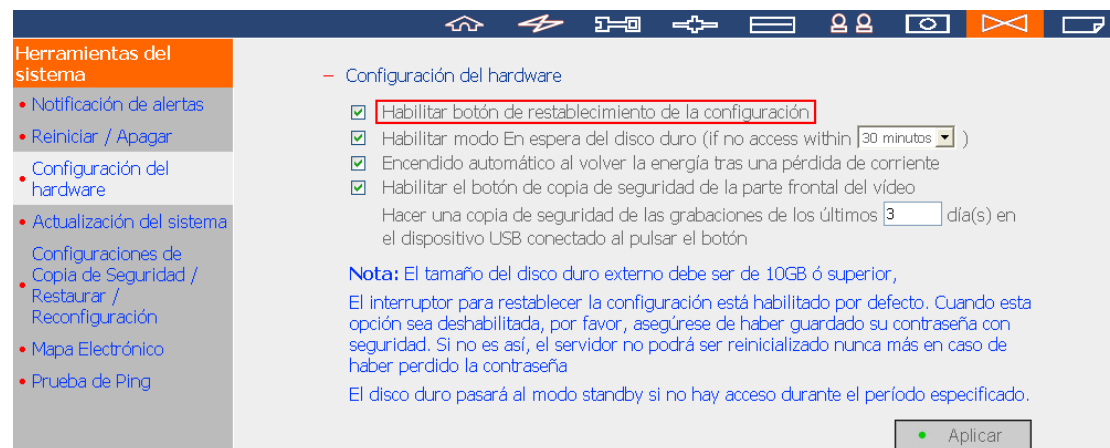 Herramientas del
sistema
• Notificación de alertas
• Reiniciar / Apagar
• Configuración del
hardware
• Actualización del sistema
Configuraciones de
• Copia de Seguridad /
Restaurar /
Reconfiguración
• Mapa Electrónico
• Prueba de Ping
− Configuración del hardware
Habilitar botón de restablecimiento de la configuración
Habilitar modo En espera del disco duro (if no access within 30 minutos )
Encendido automático al volver la energía tras una pérdida de corriente
Habilitar el botón de copia de seguridad de la parte frontal del vídeo
Hacer una copia de seguridad de las grabaciones de los últimos 3 día(s) en
el dispositivo USB conectado al pulsar el botón
Nota: El tamaño del disco duro externo debe ser de 10GB ó superior,
El interruptor para restablecer la configuración está habilitado por defecto. Cuando esta
opción sea deshabilitada, por favor, asegúrese de haber guardado su contraseña con
seguridad. Si no es así, el servidor no podrá ser reinicializado nunca más en caso de
haber perdido la contraseña
El disco duro pasará al modo standby si no hay acceso durante el período especificado.
• Aplicar